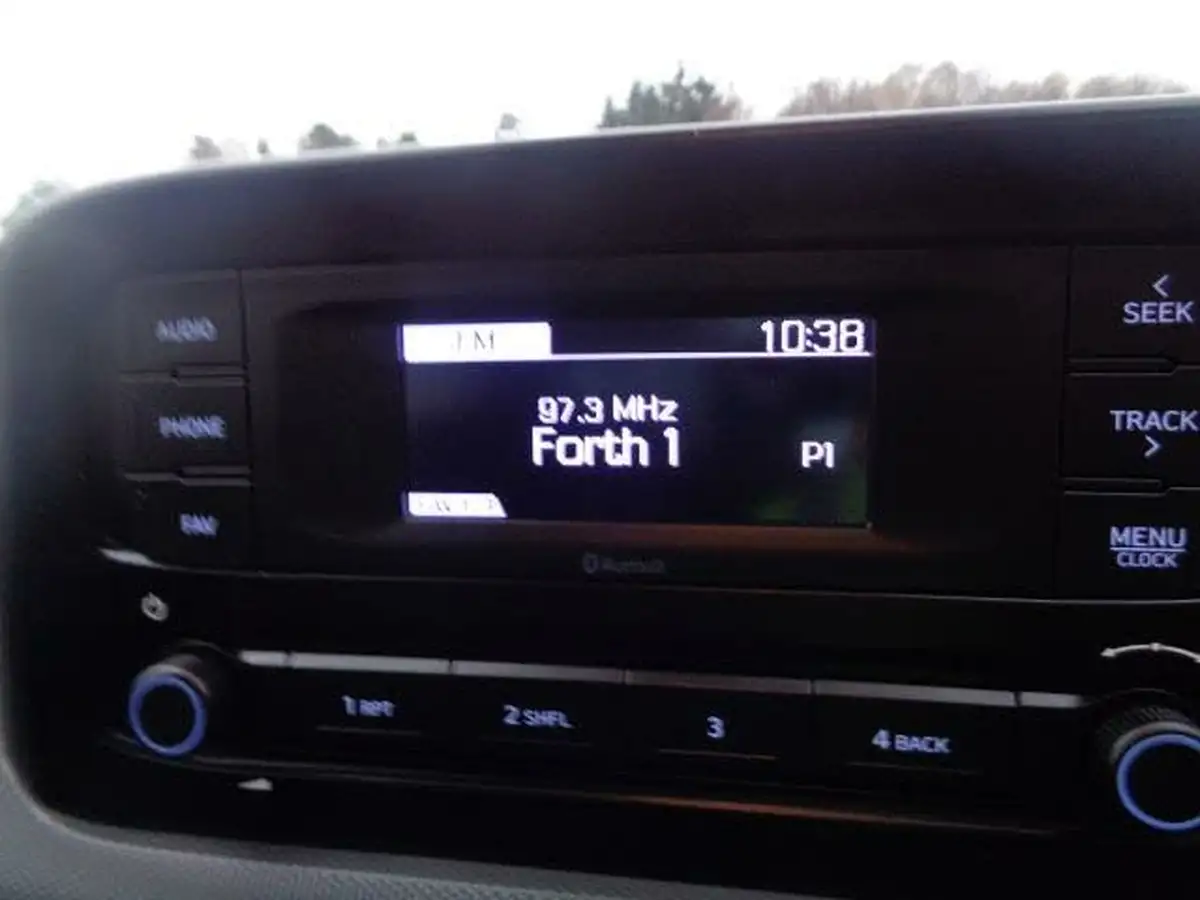 AUDIO
PHONE
FAV
FM
10:38
97.3 MHz
Forth 1
P1
Bluetooth
< SEEK
TRACK >
MENU
CLOCK
1 RPT
2 SHFL
3
4 BACK